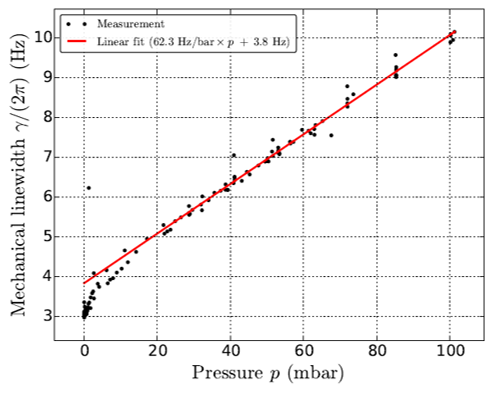 Measurement
Linear fit (62.3 Hz/bar × p + 3.8 Hz)
Mechanical linewidth γ/(2π) (Hz)
10
9
8
7
6
5
4
3
0 20 40 60 80 100
Pressure p (mbar)